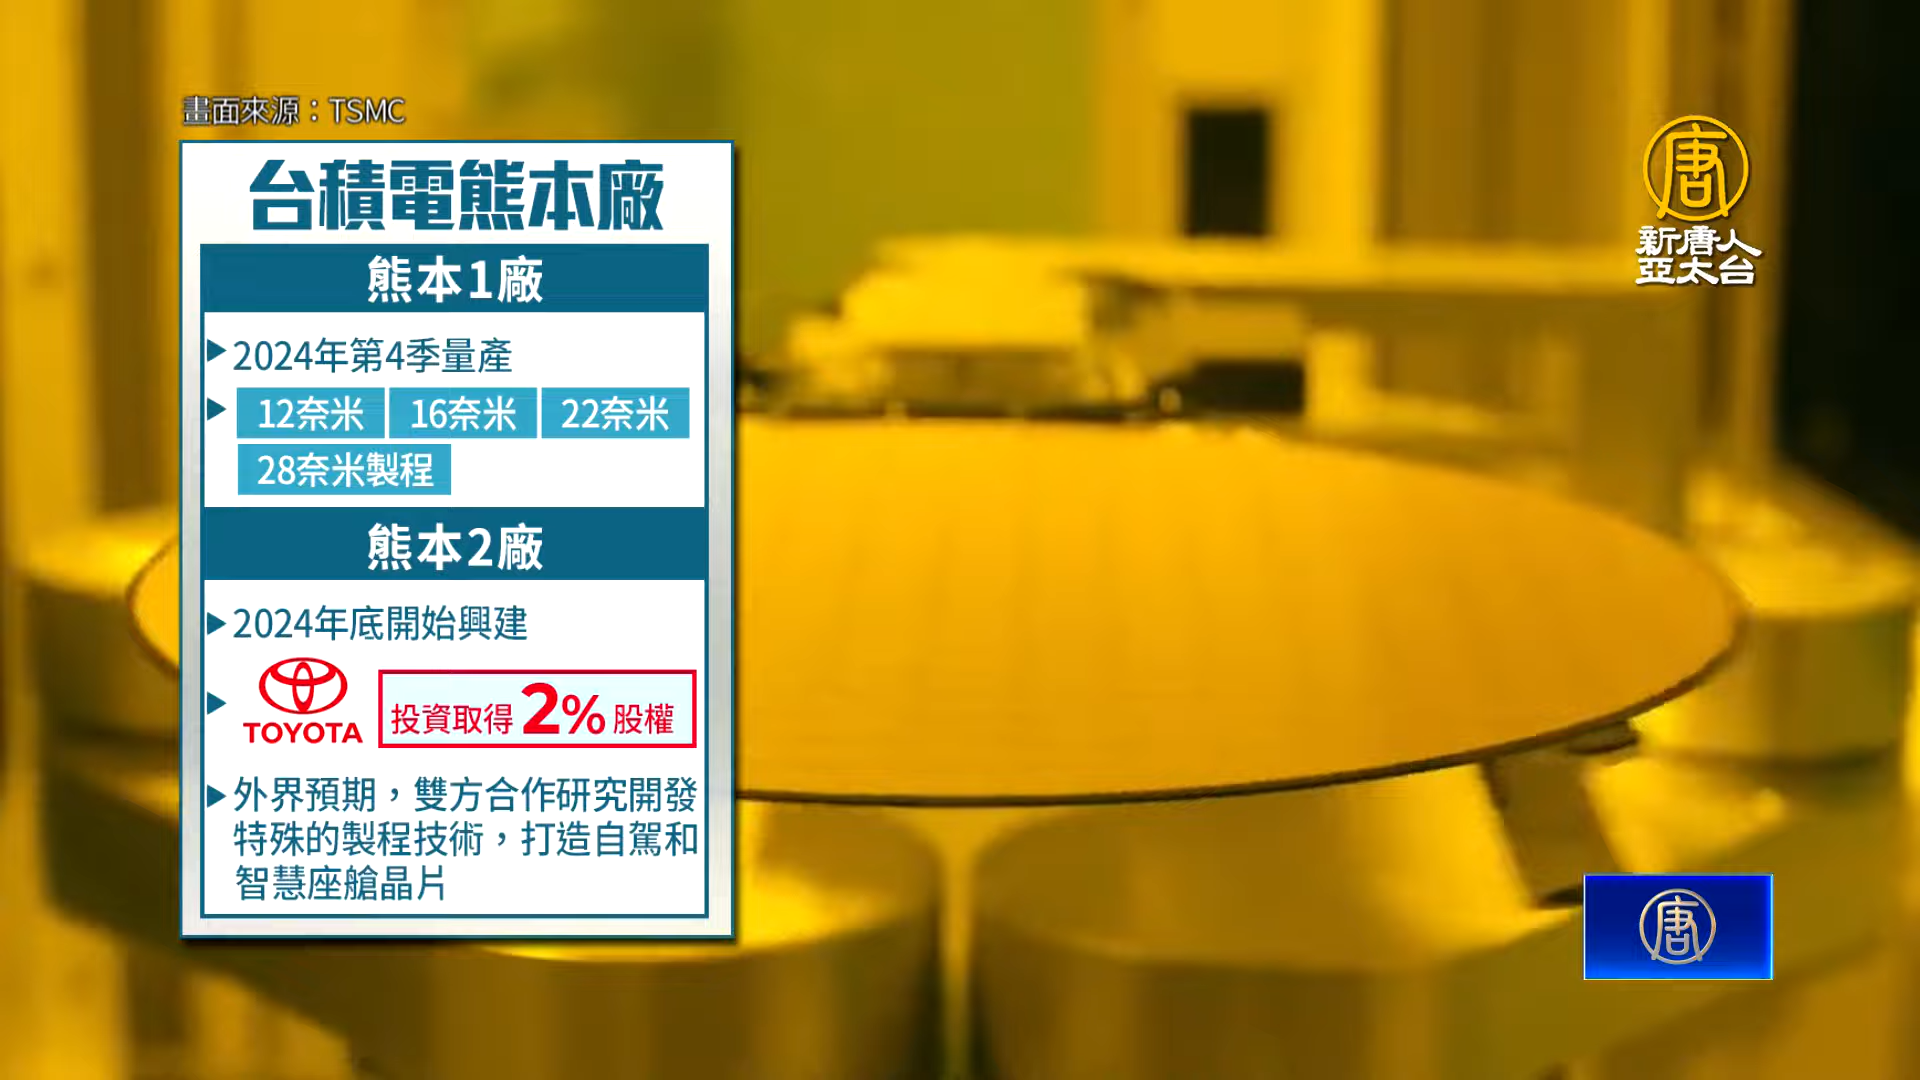 畫面來源：TSMC
台積電熊本廠
熊本1廠
2024年第4季量產
12奈米 16奈米 22奈米
28奈米製程
熊本2廠
2024年底開始興建
TOYOTA 投資取得2%股權
外界預期，雙方合作研究開發
特殊的製程技術，打造自駕和
智慧座艙晶片
唐
新唐人
亞太台
唐